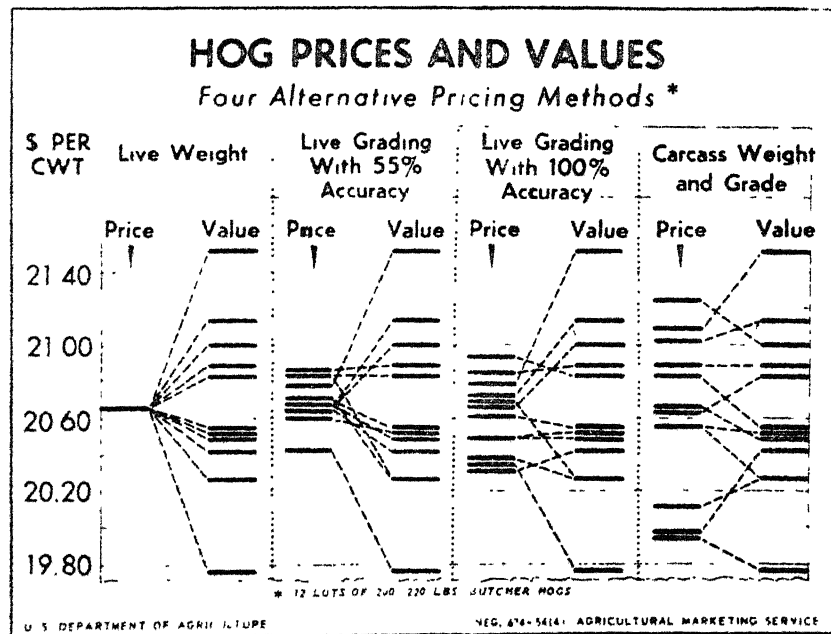 HOG PRICES AND VALUES
Four Alternative Pricing Methods *
$ PER
CWT
Live Weight
Live Grading
With 55%
Accuracy
Live Grading
With 100%
Accuracy
Carcass Weight
and Grade
Price Value Price Value Price Value Price Value
21 40
21 00
20 60
20.20
19.80
* 12 LOTS OF 200 220 LBS BUTCHER HOGS
U S DEPARTMENT OF AGRICULTURE
NEG. AGRICULTURAL MARKETING SERVICE